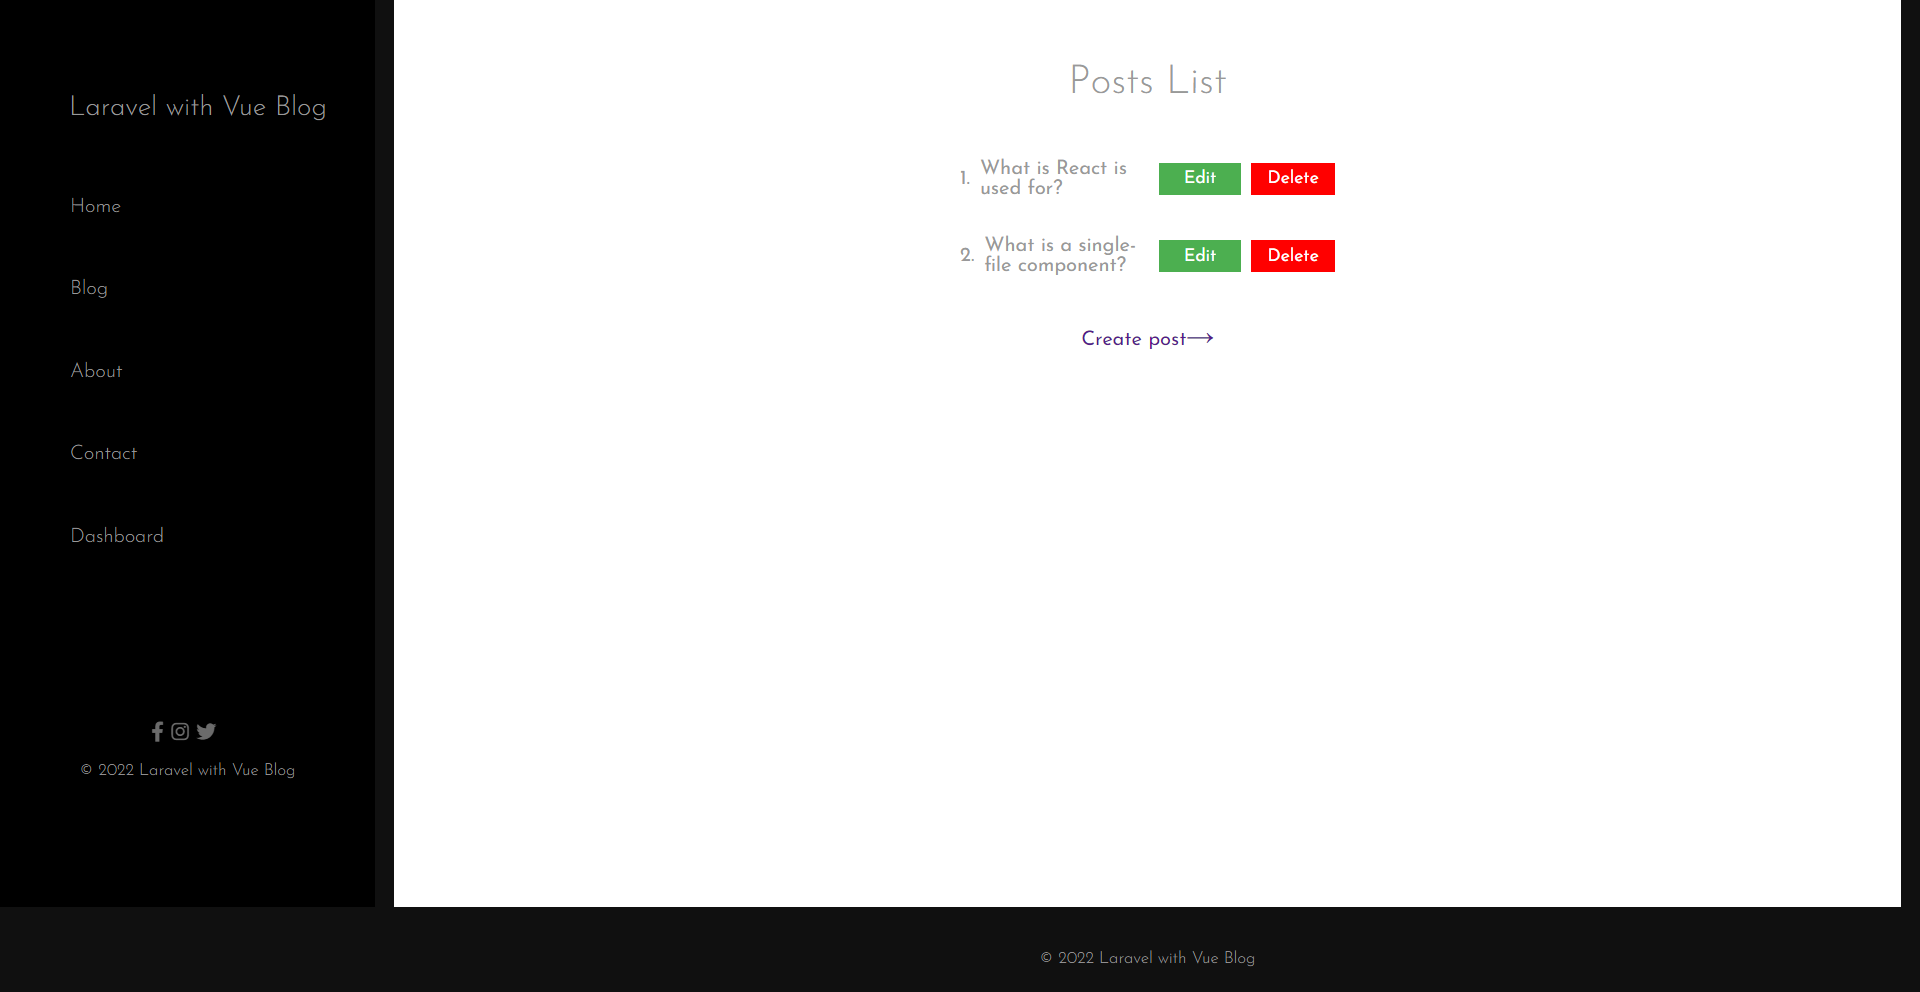 Laravel with Vue Blog
Home
Blog
About
Contact
Dashboard
© 2022 Laravel with Vue Blog
Posts List
1. What is React is
used for?
Edit Delete
2. What is a single-
file component?
Edit Delete
Create post⟶
© 2022 Laravel with Vue Blog